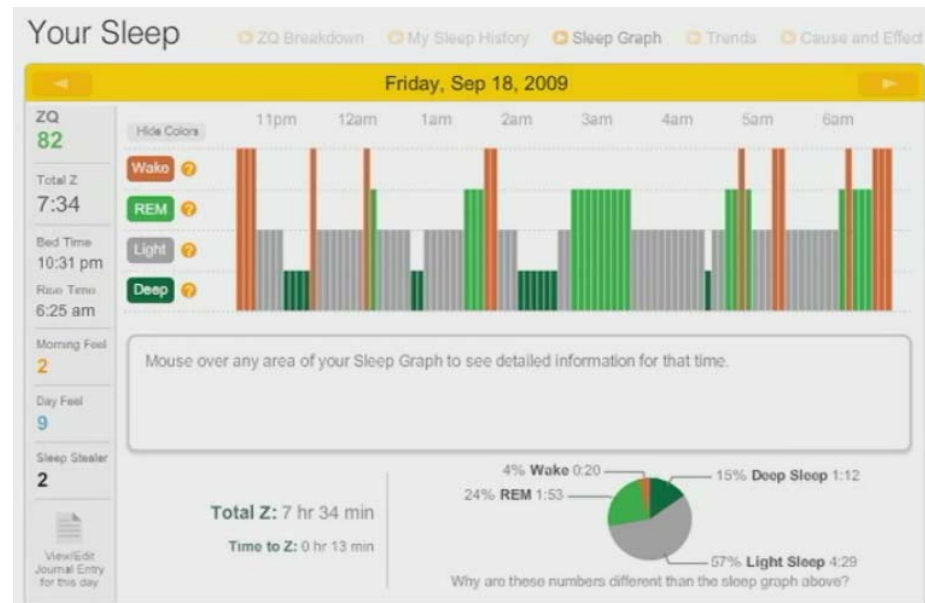 Your Sleep
ZQ Breakdown My Sleep History Sleep Graph Trends Cause and Effect
Friday, Sep 18, 2009
ZQ
82
Total Z
7:34
Bed Time
10:31 pm
Rise Time
6:25 am
Morning Feel
2
Day Feel
9
Sleep Stealer
2
View/Edit
Journal Entry
for this day
Hide Colors
11pm 12am 1am 2am 3am 4am 5am 6am
Wake ?
REM ?
Light ?
Deep ?
Mouse over any area of your Sleep Graph to see detailed information for that time.
Total Z: 7 hr 34 min
Time to Z: 0 hr 13 min
4% Wake 0:20
15% Deep Sleep 1:12
24% REM 1:53
57% Light Sleep 4:29
Why are these numbers different than the sleep graph above?